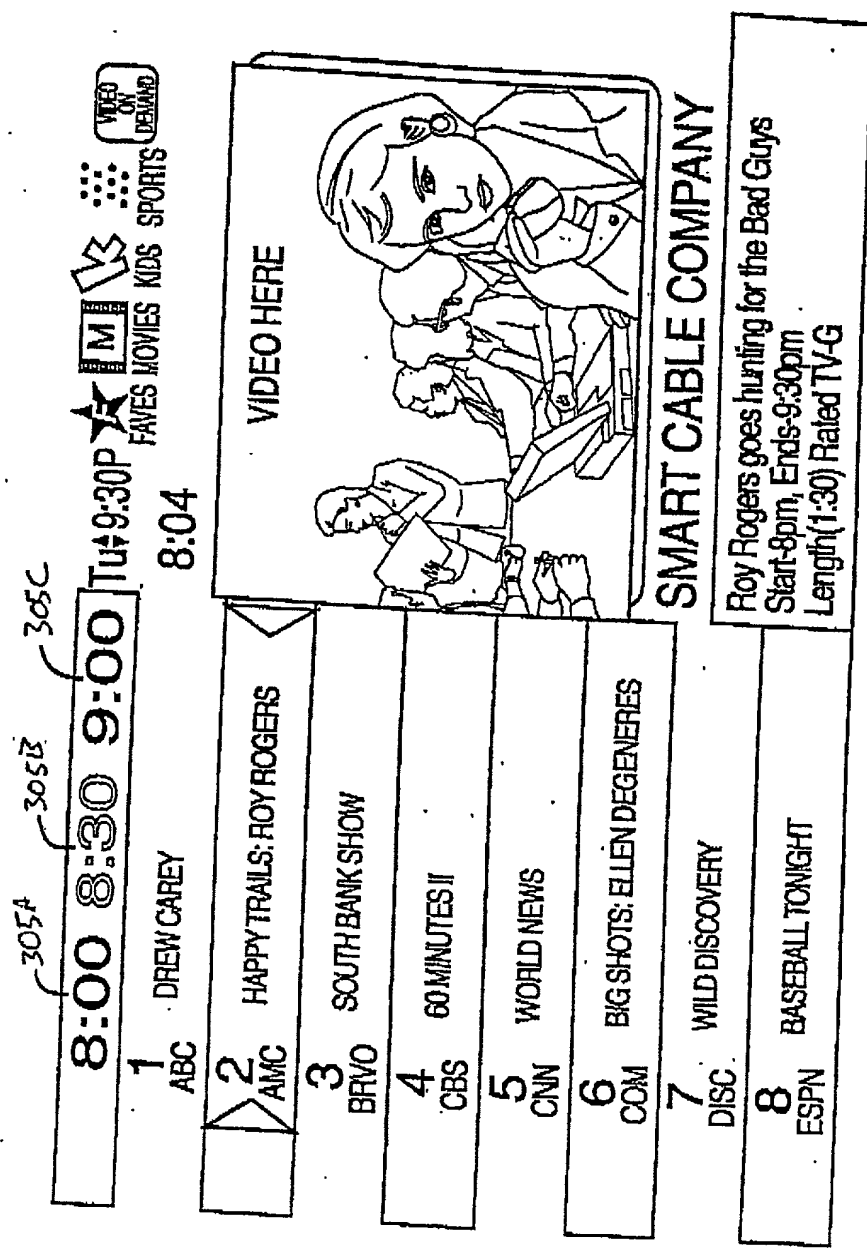 305A 305B 305C
8:00 8:30 9:00 Tu 9:30P F M VIDEO ON DEMAND
FAVES MOVIES KIDS SPORTS
8:04
1 ABC DREW CAREY
2 AMC HAPPY TRAILS: ROY ROGERS
3 BRVO SOUTH BANK SHOW
4 CBS 60 MINUTES II
5 CNN WORLD NEWS
6 COM BIG SHOTS: ELLEN DEGENERES
7 DISC WILD DISCOVERY
8 ESPN BASEBALL TONIGHT
VIDEO HERE
SMART CABLE COMPANY
Roy Rogers goes hunting for the Bad Guys
Start-8pm, Ends-9:30pm
Length(1:30) Rated TV-G